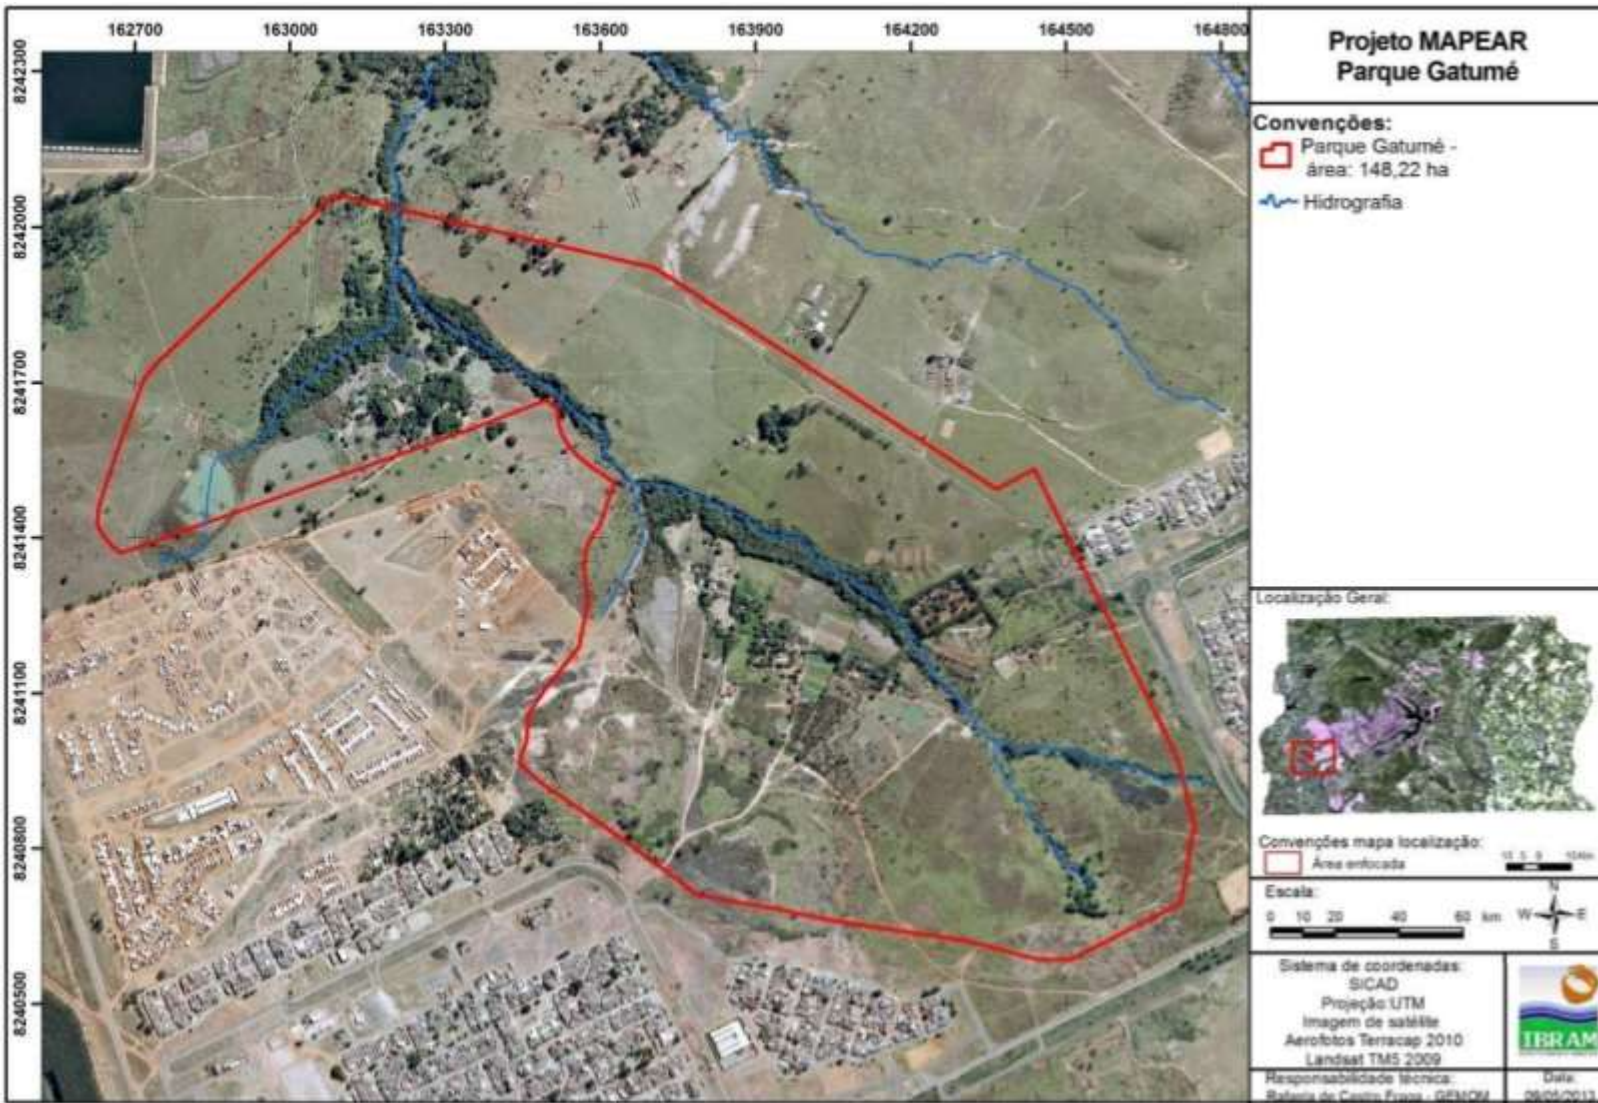 162700 163000 163300 163600 163900 164200 164500 164800
8242300
8242000
8241700
8241400
8241100
8240800
8240500
Projeto MAPEAR
Parque Gatumé
Convenções:
Parque Gatumé -
área: 148,22 ha
Hidrografia
Localização Geral:
Convenções mapa localização:
Área enfocada
Escala:
0 10 20 40 60 km
N
W E
S
Sistema de coordenadas:
SICAD
Projeção:UTM
Imagem de satélite
Aerofotos Terracap 2010
Landsat TM5 2009
IBRAM
Responsabilidade técnica:
Data: